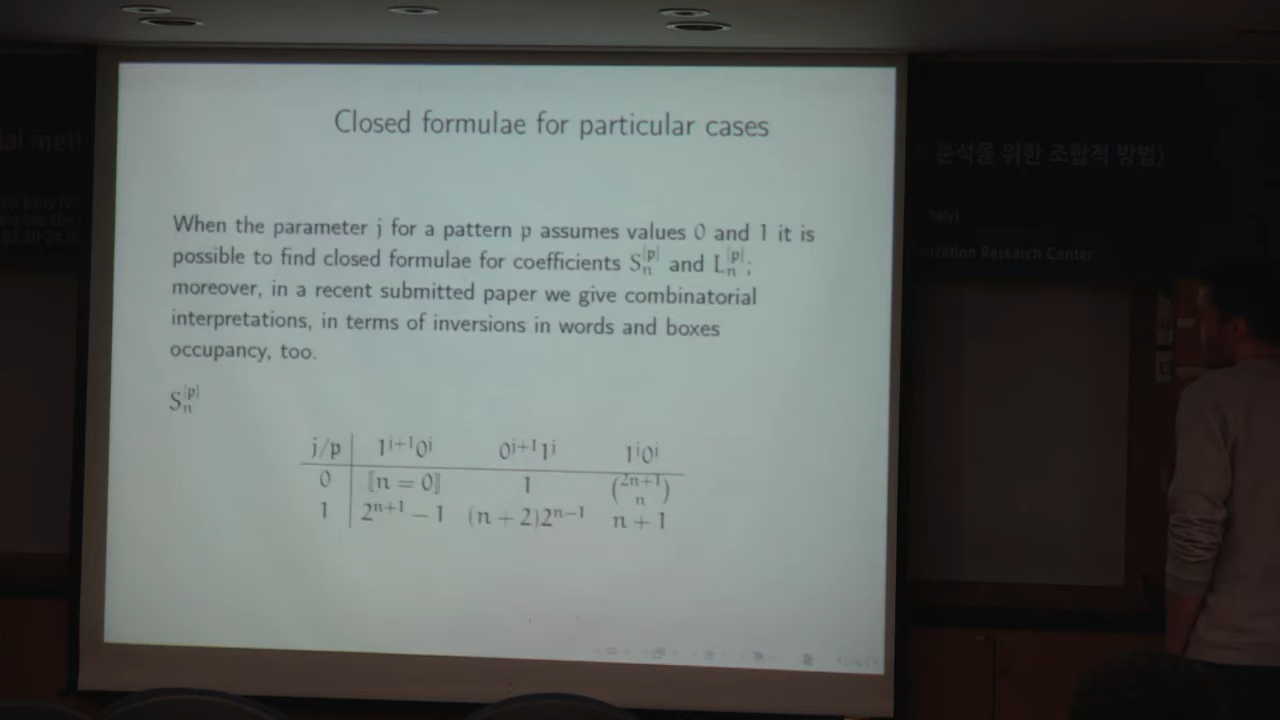 Closed formulae for particular cases
When the parameter j for a pattern p assumes values 0 and 1 it is
possible to find closed formulae for coefficients S_n^{[p]} and L_n^{[p]};
moreover, in a recent submitted paper we give combinatorial
interpretations, in terms of inversions in words and boxes
occupancy, too.
S_n^{[p]}
j/p 1^{j+1}0^j 0^{j+1}1^j 1^j0^j
0 ⟦n = 0⟧ 1 \binom{2n+1}{n}
1 2^{n+1} − 1 (n + 2)2^{n−1} n + 1
분석을 위한 조합적 방법)
Research Center